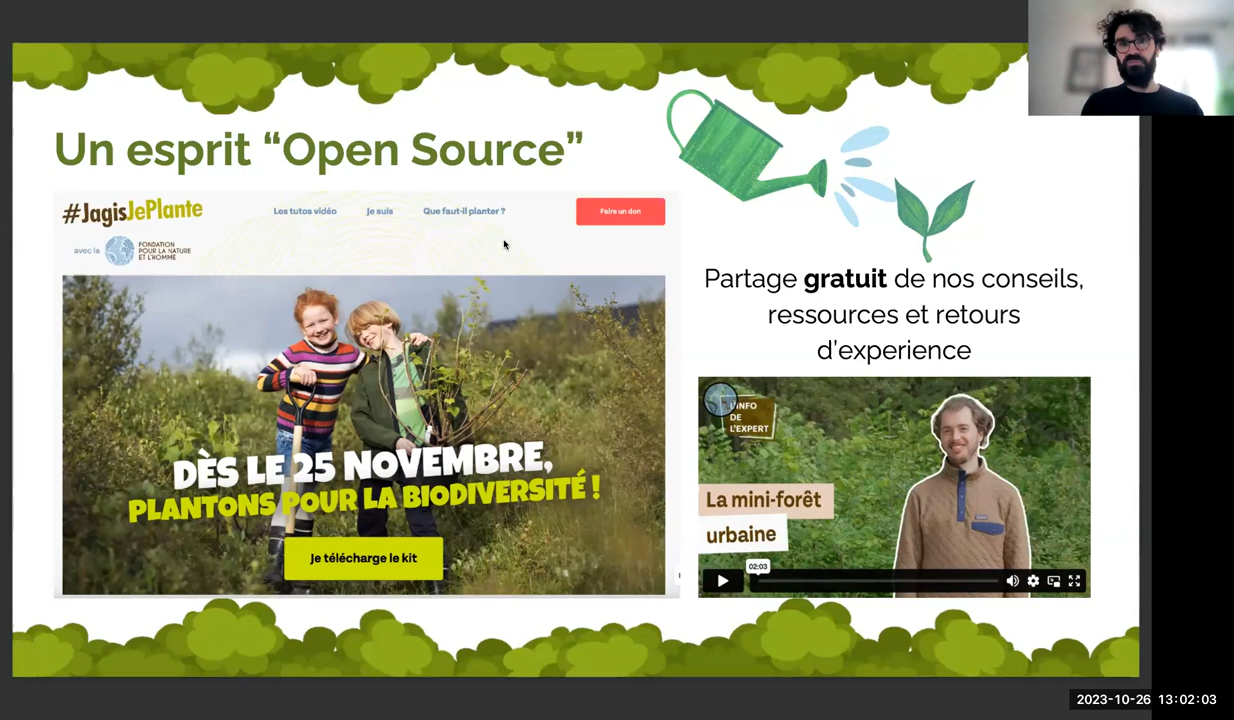 Un esprit “Open Source”
#JagisJePlante
Les tutos vidéo
Je suis
Que faut-il planter ?
Faire un don
avec la
FONDATION
POUR LA NATURE
ET L'HOMME
DÈS LE 25 NOVEMBRE,
PLANTONS POUR LA BIODIVERSITÉ !
Je télécharge le kit
Partage gratuit de nos conseils,
ressources et retours
d’experience
L'INFO
DE
L'EXPERT
La mini-forêt
urbaine
02:03
2023-10-26 13:02:03